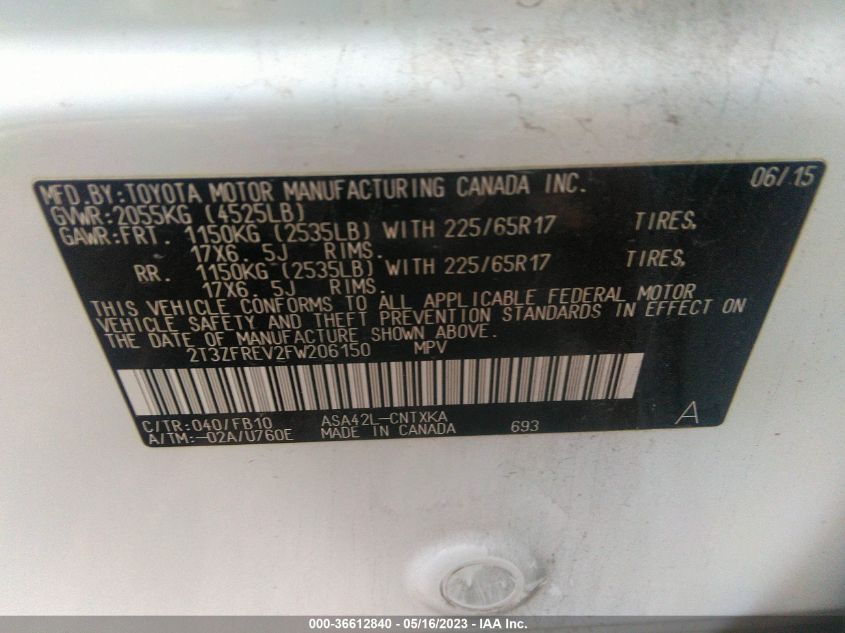 MFD.BY:TOYOTA MOTOR MANUFACTURING CANADA INC. 06/15
GVWR:2055KG (4525LB)
GAWR:FRT. 1150KG (2535LB) WITH 225/65R17 TIRES,
17X6.5J RIMS.
RR. 1150KG (2535LB) WITH 225/65R17 TIRES,
17X6.5J RIMS.
THIS VEHICLE CONFORMS TO ALL APPLICABLE FEDERAL MOTOR
VEHICLE SAFETY AND THEFT PREVENTION STANDARDS IN EFFECT ON
THE DATE OF MANUFACTURE SHOWN ABOVE.
2T3ZFREV2FW206150 MPV
C/TR:040/FB10 ASA42L-CNTXKA
A/TM:-02A/U760E MADE IN CANADA 693 A
000-36612840 - 05/16/2023 - IAA Inc.